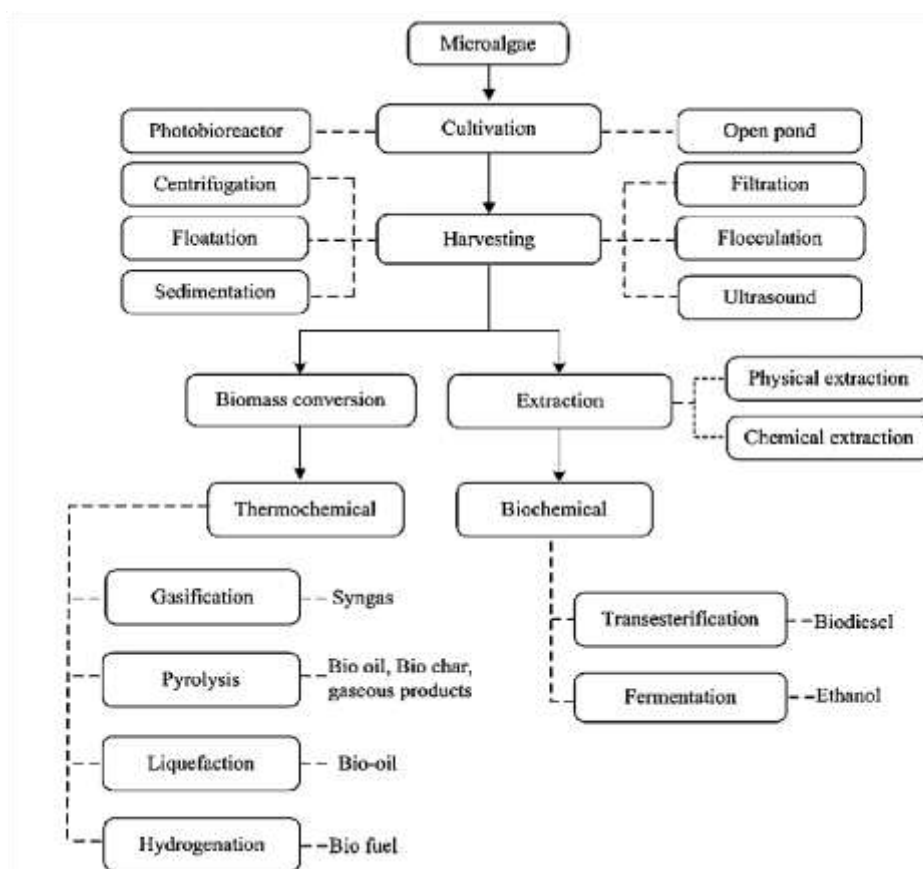 Microalgae
Photobioreactor
Cultivation
Open pond
Centrifugation
Filtration
Floatation
Harvesting
Flocculation
Sedimentation
Ultrasound
Biomass conversion
Extraction
Physical extraction
Chemical extraction
Thermochemical
Biochemical
Gasification
Syngas
Transesterification
Biodiesel
Pyrolysis
Bio oil, Bio char,
gaseous products
Fermentation
Ethanol
Liquefaction
Bio-oil
Hydrogenation
Bio fuel